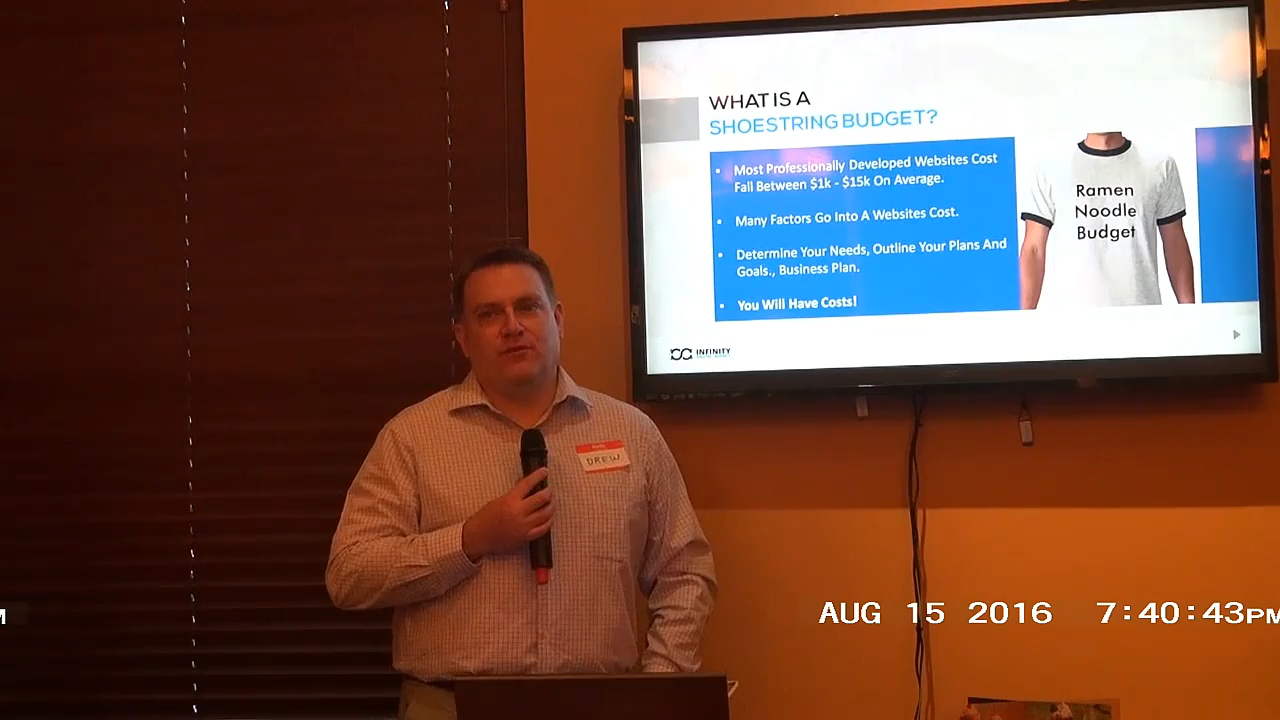 WHAT IS A
SHOESTRING BUDGET?
• Most Professionally Developed Websites Cost
Fall Between $1k - $15k On Average.
• Many Factors Go Into A Websites Cost.
• Determine Your Needs, Outline Your Plans And
Goals., Business Plan.
• You Will Have Costs!
Ramen
Noodle
Budget
INFINITY
DREW
M
AUG 15 2016 7:40:43PM